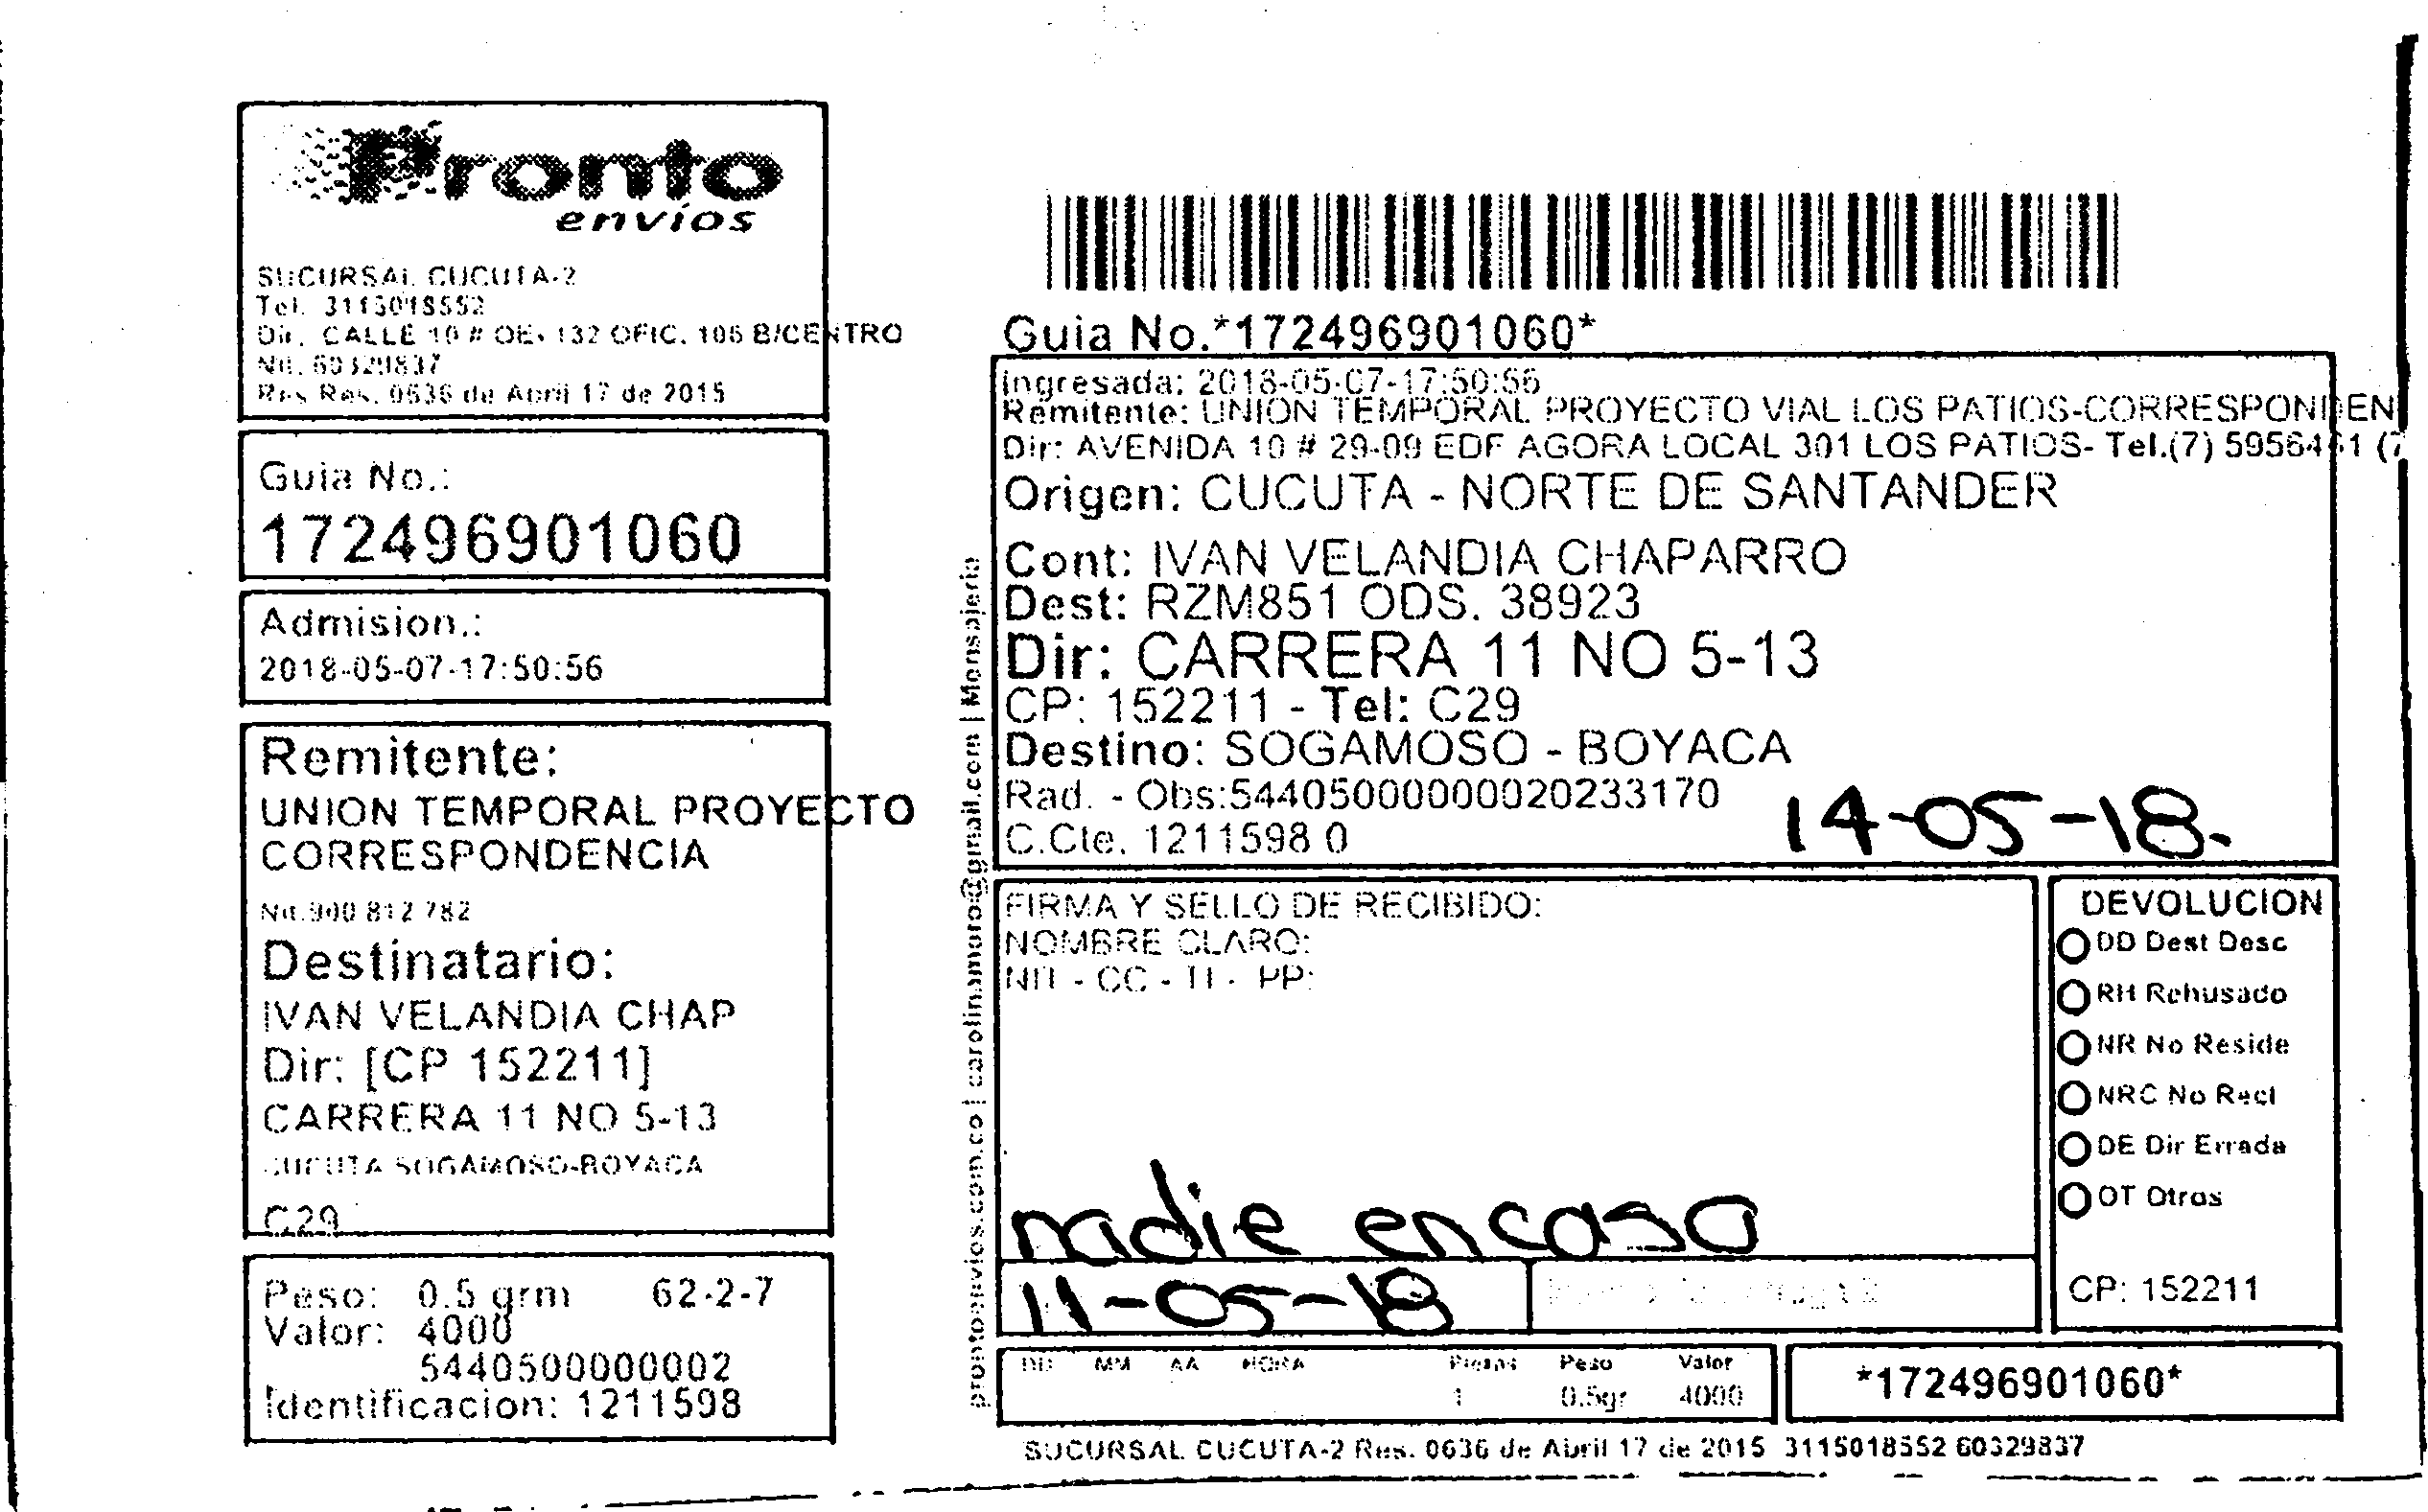 Pronto
envios
SUCURSAL CUCUTA-2
Tel. 3115018552
Dir. CALLE 10 # OE- 132 OFIC. 106 B/CENTRO
Nit. 60329837
Res Res. 0636 de Abril 17 de 2015
Guia No.:
172496901060
Admision.:
2018-05-07-17:50:56
Remitente:
UNION TEMPORAL PROYECTO
CORRESPONDENCIA
Nit.900 812 782
Destinatario:
IVAN VELANDIA CHAP
Dir: [CP 152211]
CARRERA 11 NO 5-13
CUCUTA SOGAMOSO-BOYACA
C29
Peso: 0.5 grm 62-2-7
Valor: 4000
5440500000002
Identificacion: 1211598
prontoenvios.com.co | carolinamoro@gmail.com | Mensajeria
Guia No.*172496901060*
Ingresada: 2018-05-07-17:50:56
Remitente: UNION TEMPORAL PROYECTO VIAL LOS PATIOS-CORRESPONDEN
Dir: AVENIDA 10 # 29-09 EDF AGORA LOCAL 301 LOS PATIOS- Tel.(7) 5956461 (7
Origen: CUCUTA - NORTE DE SANTANDER
Cont: IVAN VELANDIA CHAPARRO
Dest: RZM851 ODS. 38923
Dir: CARRERA 11 NO 5-13
CP: 152211 - Tel: C29
Destino: SOGAMOSO - BOYACA
Rad. - Obs:544050000000020233170
C.Cte. 1211598 0
14-05-18.
FIRMA Y SELLO DE RECIBIDO:
NOMBRE CLARO:
NIT - CC - TI - PP:
nadie en casa
11-05-18
DEVOLUCION
DD Dest Desc
RH Rehusado
NR No Reside
NRC No Recl
DE Dir Errada
OT Otros
CP: 152211
DD MM AA HORA Piezas Peso Valor
1 0.5gr 4000
*172496901060*
SUCURSAL CUCUTA-2 Res. 0636 de Abril 17 de 2015 3115018552 60329837